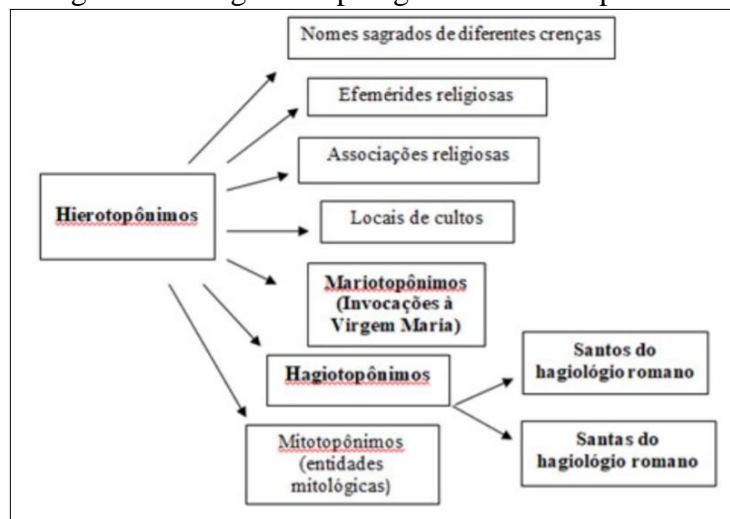 Nomes sagrados de diferentes crenças
Efemérides religiosas
Associações religiosas
Hierotopônimos
Locais de cultos
Mariotopônimos
(Invocações à
Virgem Maria)
Hagiotopônimos
Santos do
hagiológio romano
Santas do
hagiológio romano
Mitotopônimos
(entidades
mitológicas)